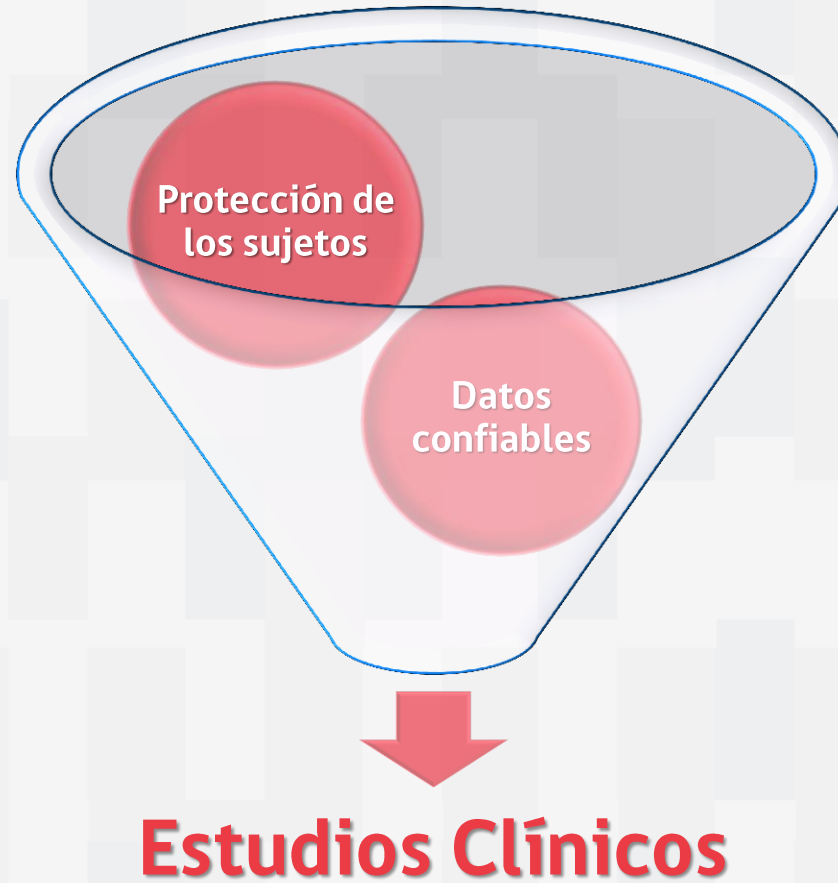 Protección de
los sujetos
Datos
confiables
Estudios Clínicos